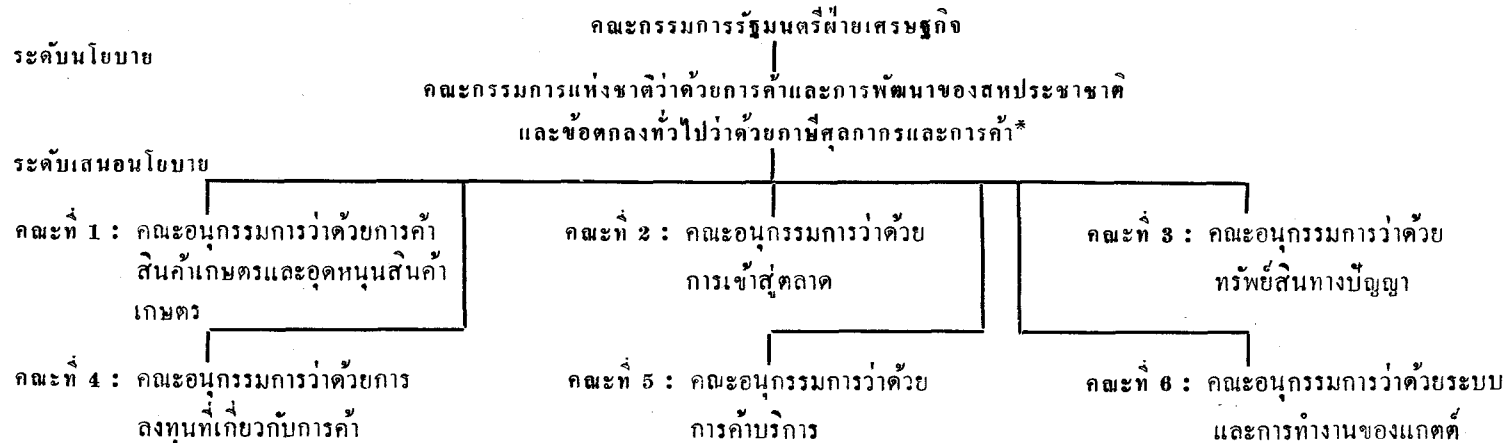 คณะกรรมการรัฐมนตรีฝ่ายเศรษฐกิจ
ระดับนโยบาย
คณะกรรมการแห่งชาติว่าด้วยการค้าและการพัฒนาของสหประชาชาติ
และข้อตกลงทั่วไปว่าด้วยภาษีศุลกากรและการค้า*
ระดับเสนอนโยบาย
คณะที่ 1 : คณะอนุกรรมการว่าด้วยการค้า
สินค้าเกษตรและอุดหนุนสินค้า
เกษตร
คณะที่ 2 : คณะอนุกรรมการว่าด้วย
การเข้าสู่ตลาด
คณะที่ 3 : คณะอนุกรรมการว่าด้วย
ทรัพย์สินทางปัญญา
คณะที่ 4 : คณะอนุกรรมการว่าด้วยการ
ลงทุนที่เกี่ยวกับการค้า
คณะที่ 5 : คณะอนุกรรมการว่าด้วย
การค้าบริการ
คณะที่ 6 : คณะอนุกรรมการว่าด้วยระบบ
และการทำงานของแกตต์